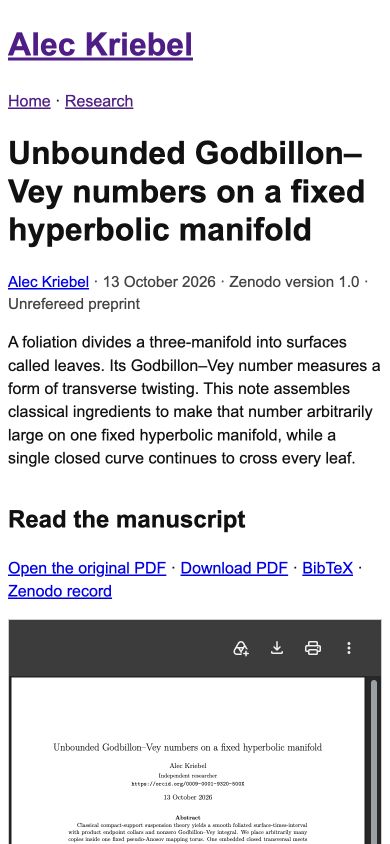 Alec Kriebel
Home · Research
Unbounded Godbillon–
Vey numbers on a fixed
hyperbolic manifold
Alec Kriebel · 13 October 2026 · Zenodo version 1.0 ·
Unrefereed preprint
A foliation divides a three-manifold into surfaces
called leaves. Its Godbillon–Vey number measures a
form of transverse twisting. This note assembles
classical ingredients to make that number arbitrarily
large on one fixed hyperbolic manifold, while a
single closed curve continues to cross every leaf.
Read the manuscript
Open the original PDF · Download PDF · BibTeX ·
Zenodo record
Unbounded Godbillon–Vey numbers on a fixed hyperbolic manifold
Alec Kriebel
Independent researcher
https://orcid.org/0009-0001-9320-600X
13 October 2026
Abstract
Classical compact-support suspension theory yields a smooth foliated surface-times-interval
with product endpoint collars and nonzero Godbillon–Vey integral. We place arbitrarily many
copies inside one fixed pseudo-Anosov mapping torus. One embedded closed transversal meets